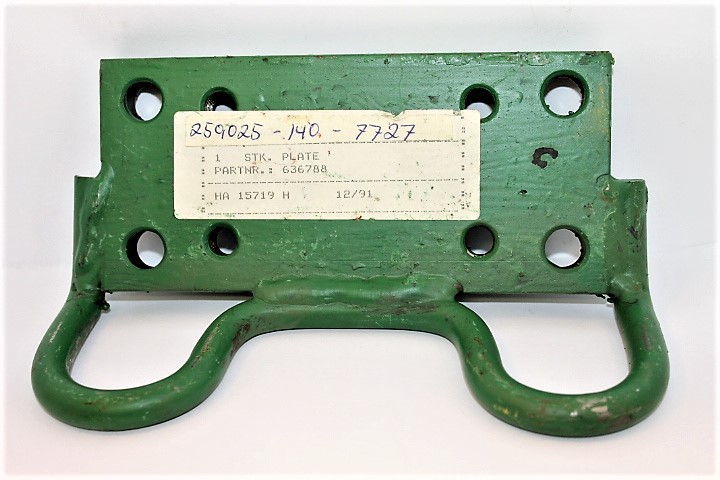 259025-140-7727
1 STK. PLATE
PARTNR.: 636788
HA 15719 H 12/91
C